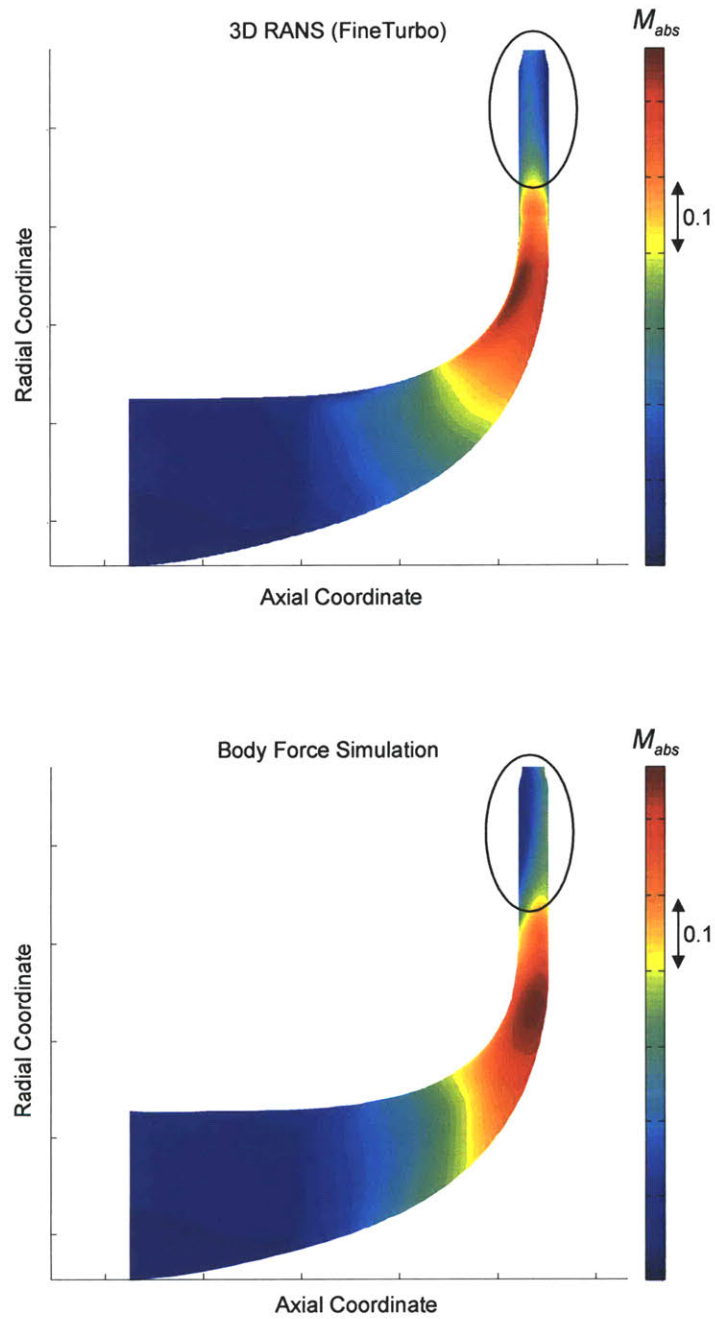 3D RANS (FineTurbo)
M_abs
0.1
Radial Coordinate
Axial Coordinate
Body Force Simulation
M_abs
0.1
Radial Coordinate
Axial Coordinate